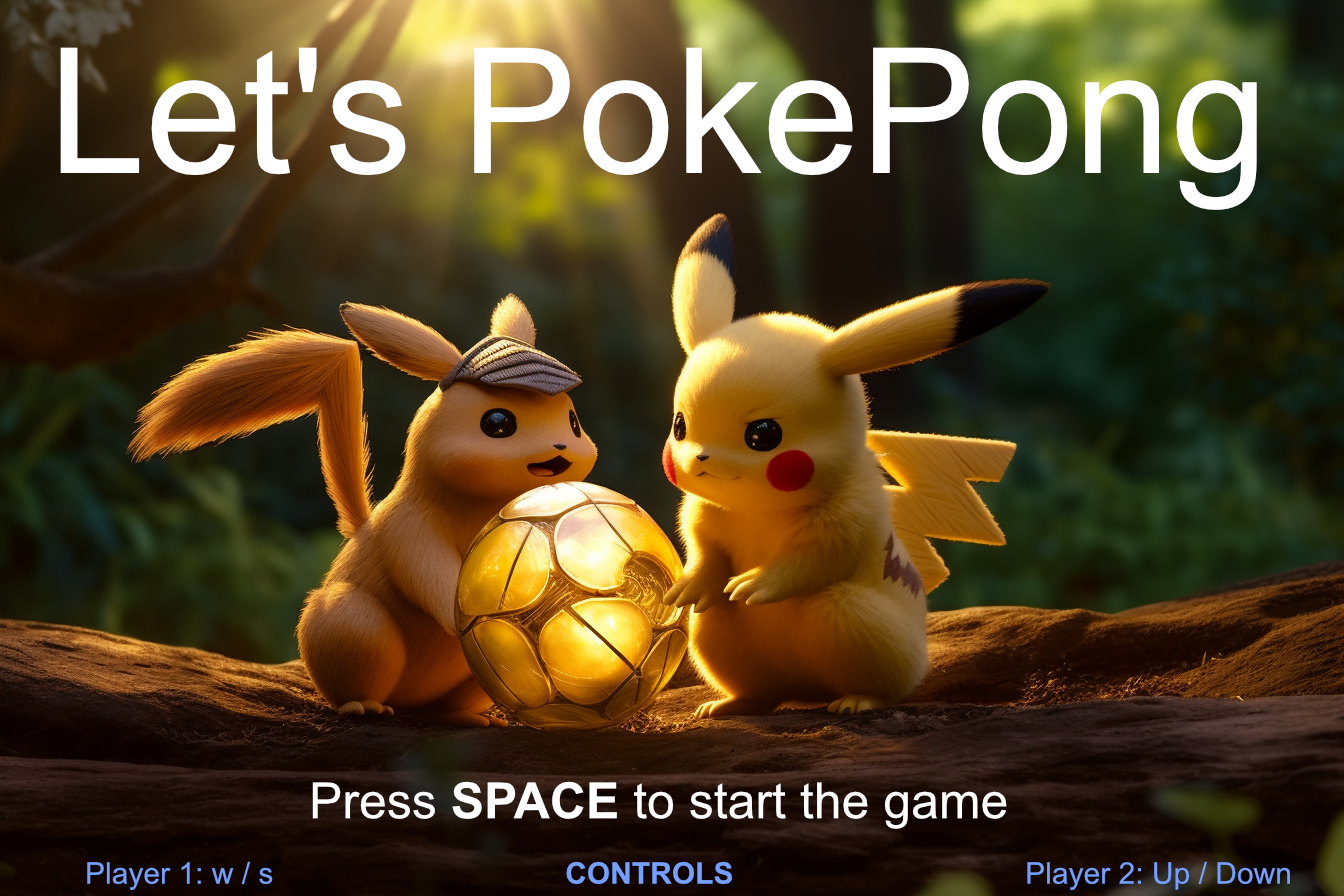 Let's PokePong
Press SPACE to start the game
Player 1: w / s
CONTROLS
Player 2: Up / Down